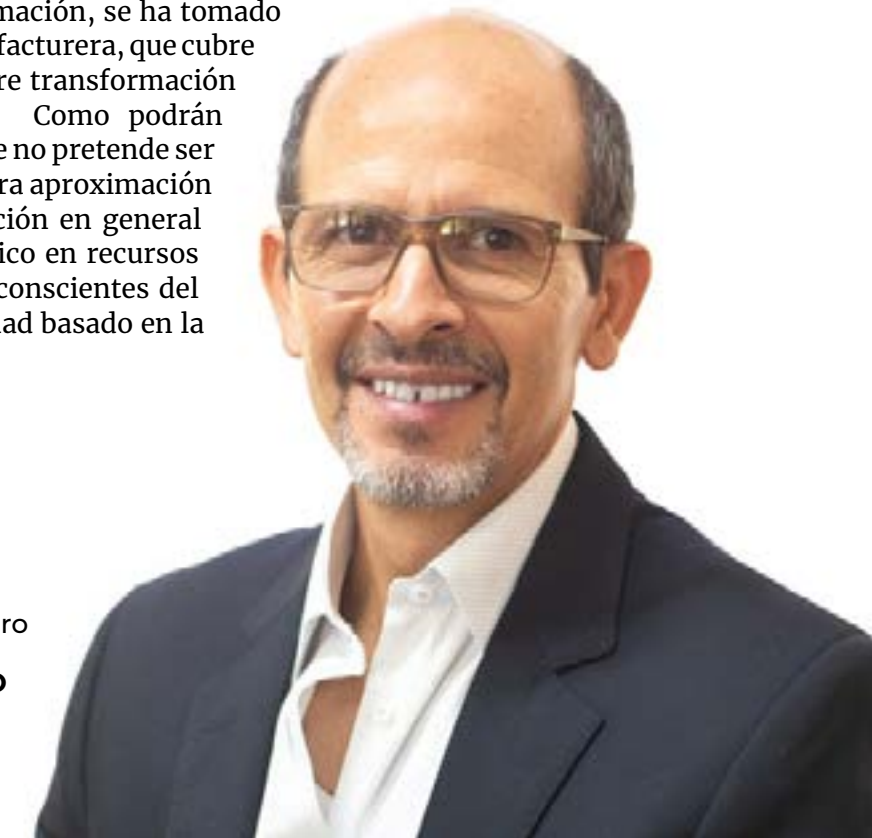 mación, se ha tomado
facturera, que cubre
re transformación
Como podrán
e no pretende ser
ra aproximación
ción en general
ico en recursos
conscientes del
ad basado en la
ro
o